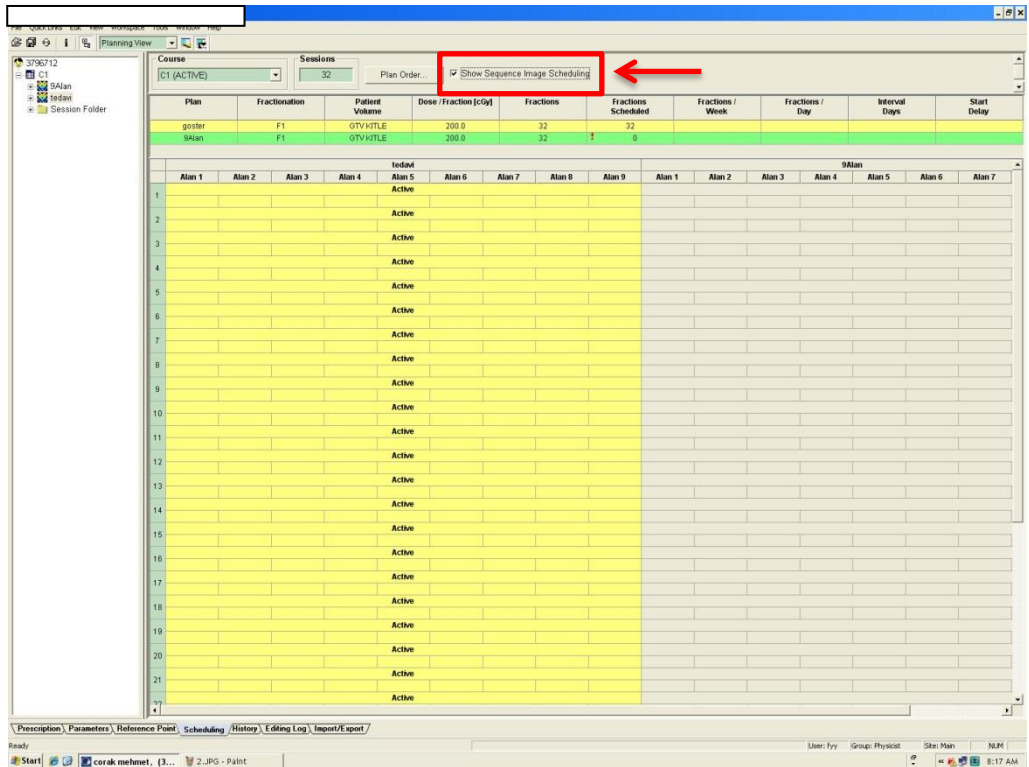 File QuickLinks Edit View Workspace Tools Window Help
Planning View
3796712
C1
9Alan
tedavi
Session Folder
Course
C1 (ACTIVE)
Sessions
32
Plan Order...
Show Sequence Image Scheduling
Plan Fractionation Patient Volume Dose / Fraction [cGy] Fractions Fractions Scheduled Fractions / Week Fractions / Day Interval Days Start Delay
goster F1 GTV KITLE 200.0 32 32
9Alan F1 GTV KITLE 200.0 32 ! 0
tedavi 9Alan
Alan 1 Alan 2 Alan 3 Alan 4 Alan 5 Alan 6 Alan 7 Alan 8 Alan 9 Alan 1 Alan 2 Alan 3 Alan 4 Alan 5 Alan 6 Alan 7
1 Active
2 Active
3 Active
4 Active
5 Active
6 Active
7 Active
8 Active
9 Active
10 Active
11 Active
12 Active
13 Active
14 Active
15 Active
16 Active
17 Active
18 Active
19 Active
20 Active
21 Active
22 Active
Prescription Parameters Reference Point Scheduling History Editing Log Import/Export
Ready User: fyy Group: Physicist Site: Main NUM
Start corak mehmet, (3... 2.JPG - Paint 8:17 AM